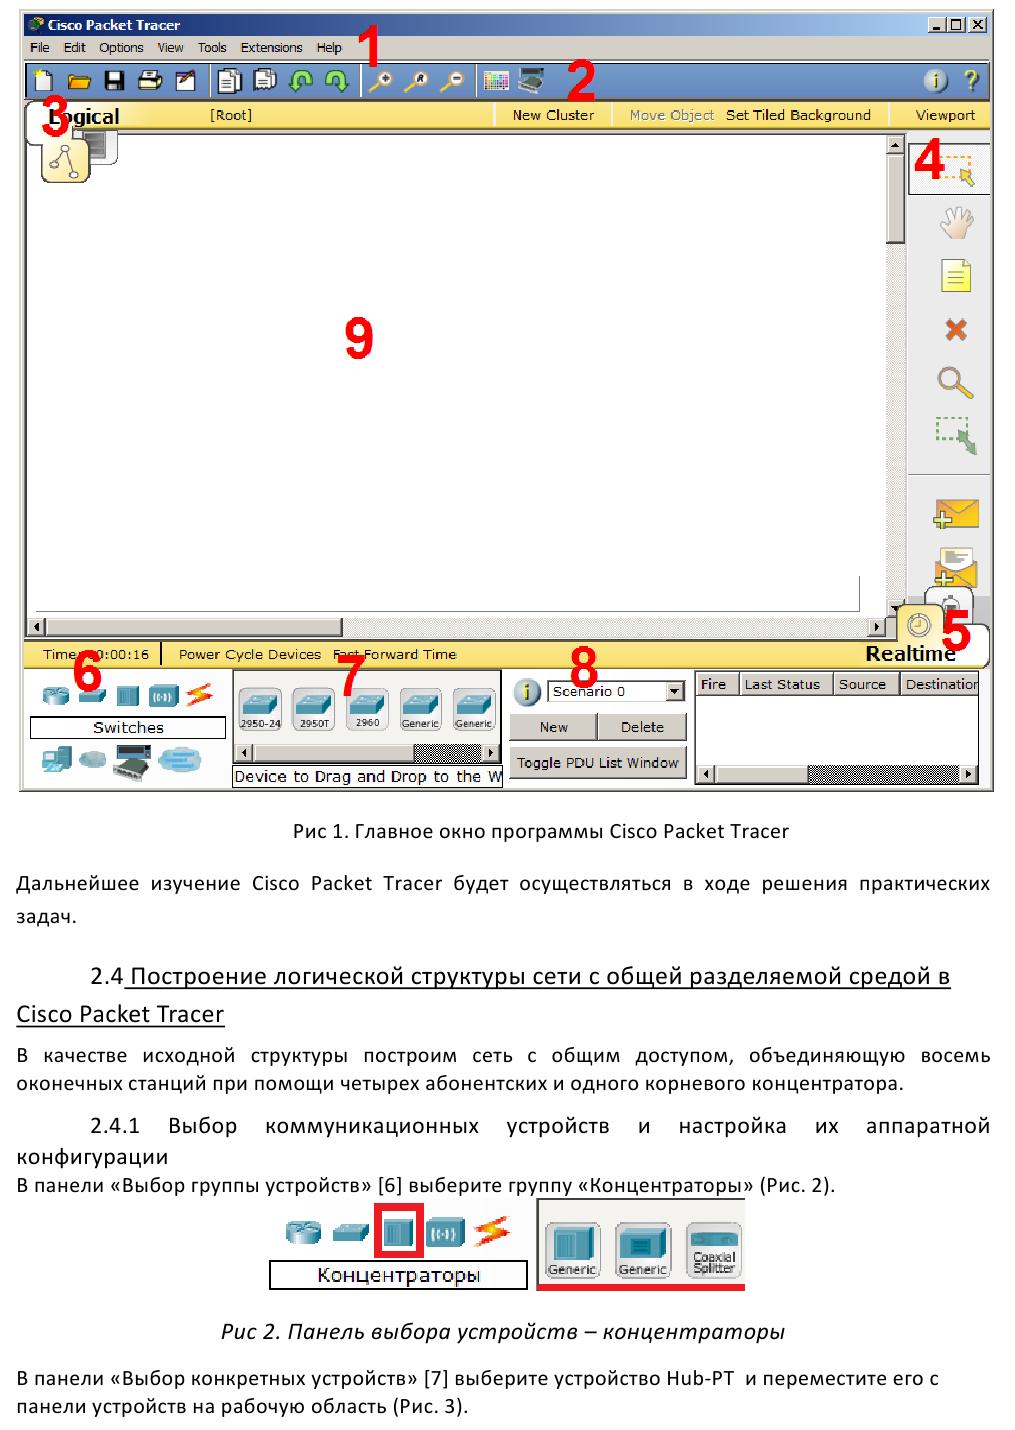 Cisco Packet Tracer
File Edit Options View Tools Extensions Help
1
2
3
Logical [Root] New Cluster Move Object Set Tiled Background Viewport
4
9
5
Realtime
6
7
8
Time: 00:00:16 Power Cycle Devices Fast Forward Time
Switches
2950-24 2950T 2960 Generic Generic
Device to Drag and Drop to the W
Scenario 0
New Delete
Toggle PDU List Window
Fire Last Status Source Destination
Рис 1. Главное окно программы Cisco Packet Tracer
Дальнейшее изучение Cisco Packet Tracer будет осуществляться в ходе решения практических
задач.
2.4 Построение логической структуры сети с общей разделяемой средой в
Cisco Packet Tracer
В качестве исходной структуры построим сеть с общим доступом, объединяющую восемь
оконечных станций при помощи четырех абонентских и одного корневого концентратора.
2.4.1 Выбор коммуникационных устройств и настройка их аппаратной
конфигурации
В панели «Выбор группы устройств» [6] выберите группу «Концентраторы» (Рис. 2).
Концентраторы
Generic Generic Coaxial Splitter
Рис 2. Панель выбора устройств – концентраторы
В панели «Выбор конкретных устройств» [7] выберите устройство Hub-PT и переместите его с
панели устройств на рабочую область (Рис. 3).